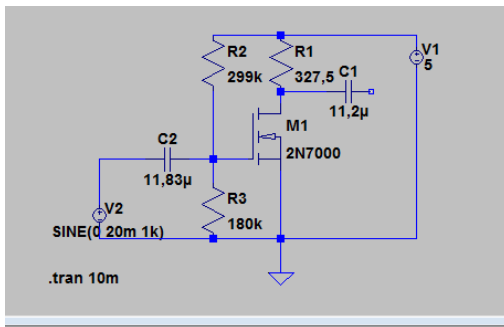 R2
299k
R1
327,5
V1
5
C1
11,2µ
M1
2N7000
C2
11,83µ
R3
180k
V2
SINE(0 20m 1k)
.tran 10m